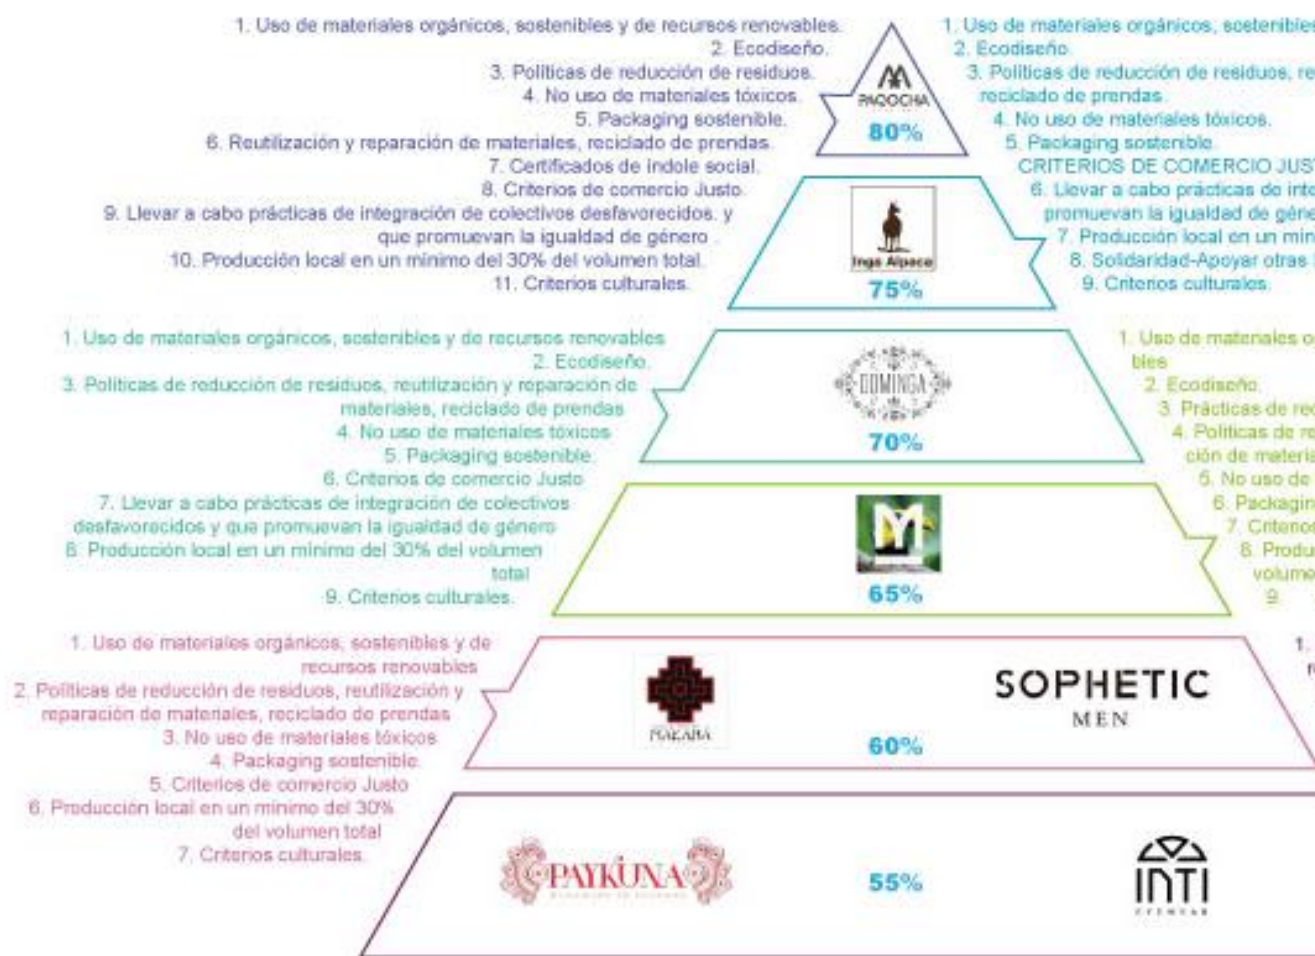 1. Uso de materiales orgánicos, sostenibles y de recursos renovables.
2. Ecodiseño.
3. Políticas de reducción de residuos.
4. No uso de materiales tóxicos.
5. Packaging sostenible.
6. Reutilización y reparación de materiales, reciclado de prendas.
7. Certificados de indole social.
8. Criterios de comercio Justo.
9. Llevar a cabo prácticas de integración de colectivos desfavorecidos. y
que promuevan la igualdad de género .
10. Producción local en un mínimo del 30% del volumen total.
11. Criterios culturales.
PAQOCHA
80%
1. Uso de materiales orgánicos, sostenibles
2. Ecodiseño.
3. Políticas de reducción de residuos, re
reciclado de prendas.
4. No uso de materiales tóxicos.
5. Packaging sostenible.
CRITERIOS DE COMERCIO JUST
6. Llevar a cabo prácticas de inte
promuevan la igualdad de géne
7. Producción local en un mín
8. Solidaridad-Apoyar otras
9. Criterios culturales.
Inga Alpaca
75%
1. Uso de materiales orgánicos, sostenibles y de recursos renovables
2. Ecodiseño.
3. Políticas de reducción de residuos, reutilización y reparación de
materiales, reciclado de prendas
4. No uso de materiales tóxicos
5. Packaging sostenible
6. Criterios de comercio Justo
7. Llevar a cabo prácticas de integración de colectivos
desfavorecidos y que promuevan la igualdad de género
8. Producción local en un mínimo del 30% del volumen
total
9. Criterios culturales.
DOMINGA
70%
1. Uso de materiales o
bles
2. Ecodiseño.
3. Prácticas de re
4. Políticas de re
ción de materia
5. No uso de
6. Packagin
7. Criterios
8. Produ
volume
9
M
65%
1. Uso de materiales orgánicos, sostenibles y de
recursos renovables
2. Políticas de reducción de residuos, reutilización y
reparación de materiales, reciclado de prendas
3. No uso de materiales tóxicos
4. Packaging sostenible.
5. Criterios de comercio Justo
6. Producción local en un mínimo del 30%
del volumen total
7. Criterios culturales.
SOPHETIC
MEN
60%
1.
r
PAYKUNA
55%
INTI
EYEWEAR